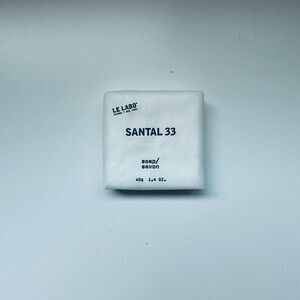 LE LABO
SANTAL 33
soap/
savon
40g 1.4 oz.